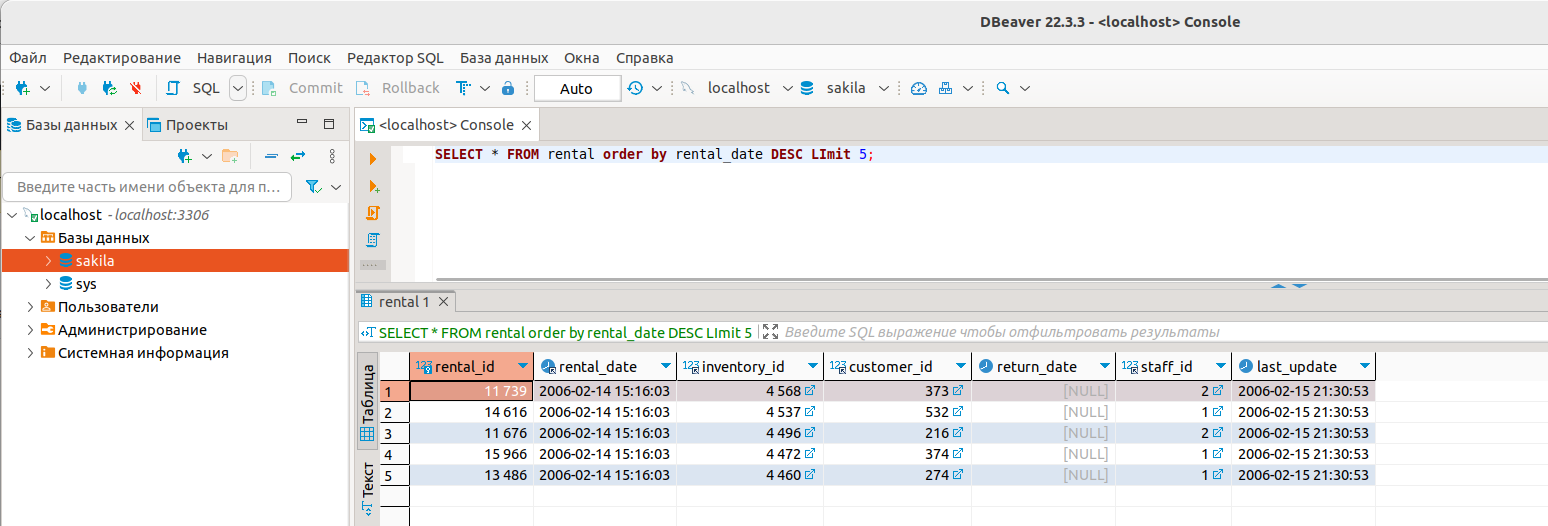 DBeaver 22.3.3 - <localhost> Console
Файл Редактирование Навигация Поиск Редактор SQL База данных Окна Справка
SQL Commit Rollback Auto localhost sakila
Базы данных Проекты <localhost> Console
SELECT * FROM rental order by rental_date DESC LImit 5;
Введите часть имени объекта для п...
localhost - localhost:3306
Базы данных
sakila
sys
Пользователи
Администрирование
Системная информация
rental 1
SELECT * FROM rental order by rental_date DESC LImit 5 Введите SQL выражение чтобы отфильтровать результаты
Таблица
Текст
123 rental_id rental_date 123 inventory_id 123 customer_id return_date 123 staff_id last_update
1 11 739 2006-02-14 15:16:03 4 568 373 [NULL] 2 2006-02-15 21:30:53
2 14 616 2006-02-14 15:16:03 4 537 532 [NULL] 1 2006-02-15 21:30:53
3 11 676 2006-02-14 15:16:03 4 496 216 [NULL] 2 2006-02-15 21:30:53
4 15 966 2006-02-14 15:16:03 4 472 374 [NULL] 1 2006-02-15 21:30:53
5 13 486 2006-02-14 15:16:03 4 460 274 [NULL] 1 2006-02-15 21:30:53